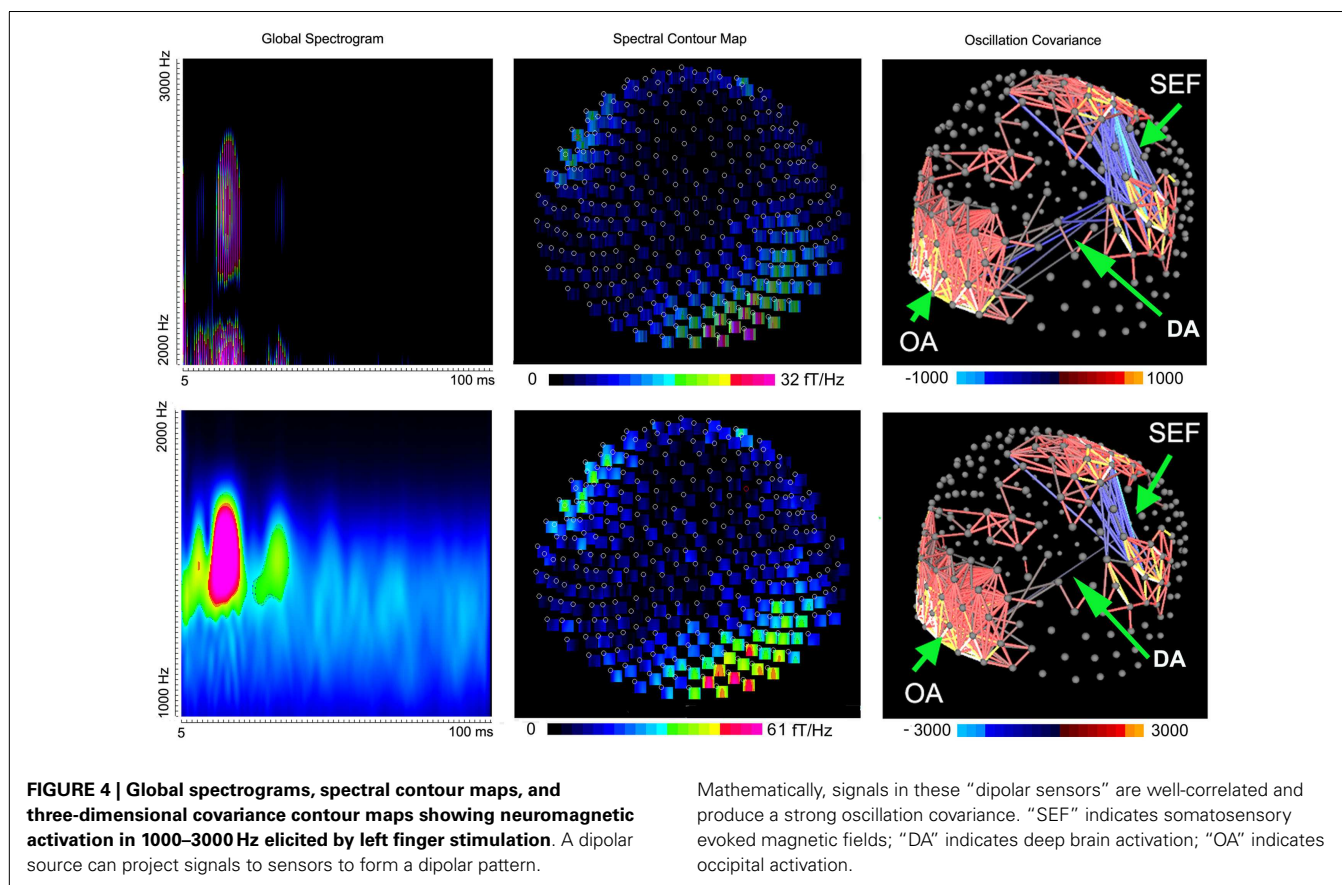 Global Spectrogram
Spectral Contour Map
Oscillation Covariance
3000 Hz
2000 Hz
5
100 ms
0
32 fT/Hz
SEF
OA
DA
-1000
1000
2000 Hz
1000 Hz
5
100 ms
0
61 fT/Hz
SEF
OA
DA
- 3000
3000
FIGURE 4 | Global spectrograms, spectral contour maps, and
three-dimensional covariance contour maps showing neuromagnetic
activation in 1000–3000 Hz elicited by left finger stimulation. A dipolar
source can project signals to sensors to form a dipolar pattern.
Mathematically, signals in these “dipolar sensors” are well-correlated and
produce a strong oscillation covariance. “SEF” indicates somatosensory
evoked magnetic fields; “DA” indicates deep brain activation; “OA” indicates
occipital activation.